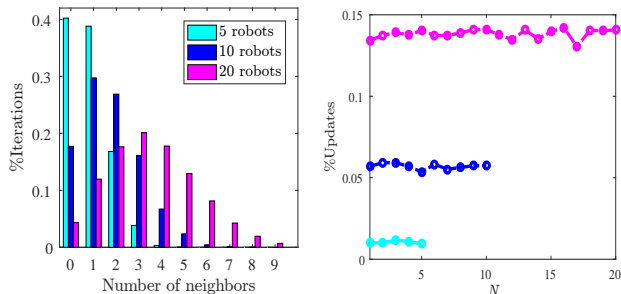 0.4
0.3
0.2
0.1
0
%Iterations
5 robots
10 robots
20 robots
0 1 2 3 4 5 6 7 8 9
Number of neighbors
0.15
0.1
0.05
0
%Updates
5 10 15 20
N